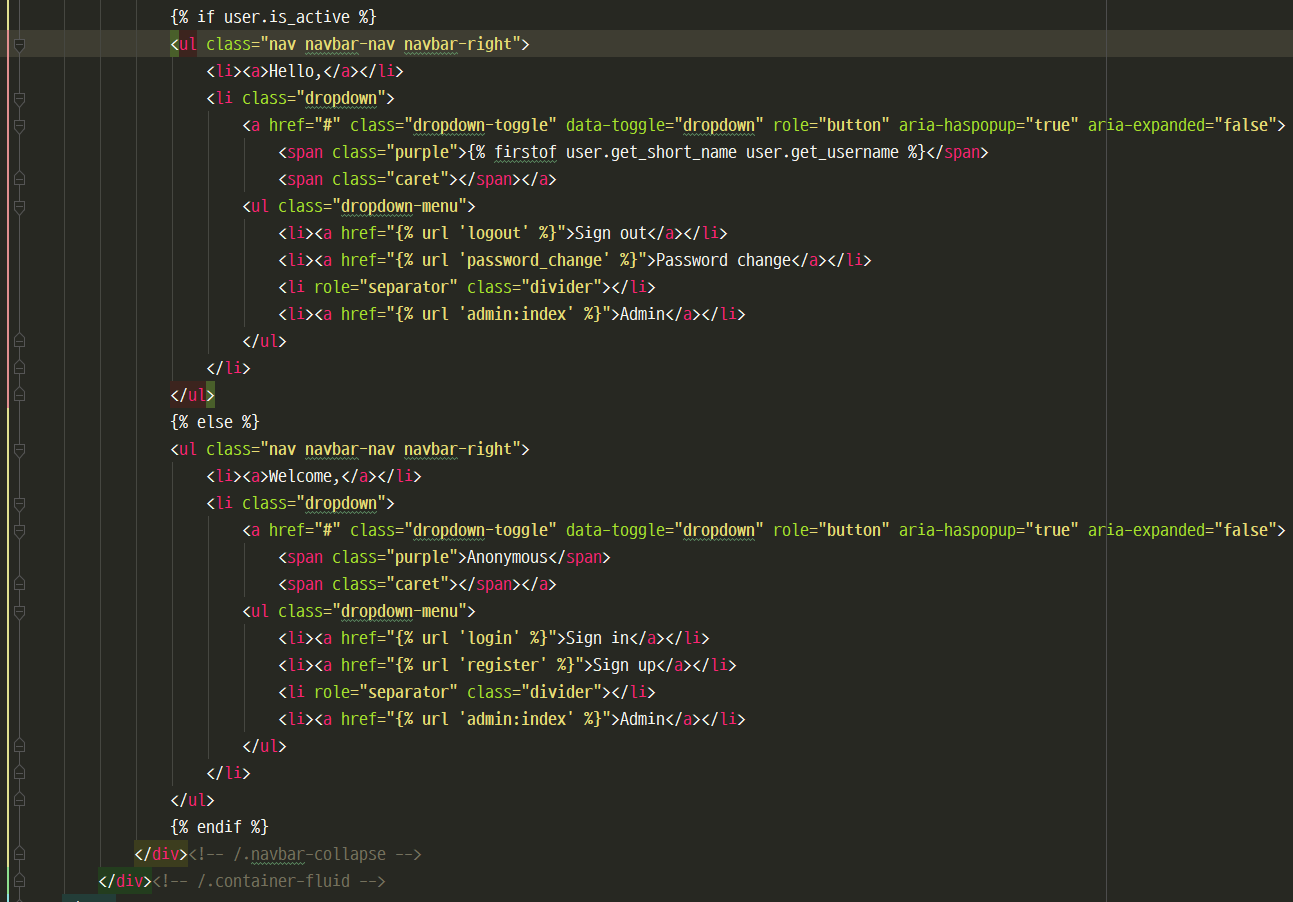 {% if user.is_active %}
<ul class="nav navbar-nav navbar-right">
<li><a>Hello,</a></li>
<li class="dropdown">
<a href="#" class="dropdown-toggle" data-toggle="dropdown" role="button" aria-haspopup="true" aria-expanded="false">
<span class="purple">{% firstof user.get_short_name user.get_username %}</span>
<span class="caret"></span></a>
<ul class="dropdown-menu">
<li><a href="{% url 'logout' %}">Sign out</a></li>
<li><a href="{% url 'password_change' %}">Password change</a></li>
<li role="separator" class="divider"></li>
<li><a href="{% url 'admin:index' %}">Admin</a></li>
</ul>
</li>
</ul>
{% else %}
<ul class="nav navbar-nav navbar-right">
<li><a>Welcome,</a></li>
<li class="dropdown">
<a href="#" class="dropdown-toggle" data-toggle="dropdown" role="button" aria-haspopup="true" aria-expanded="false">
<span class="purple">Anonymous</span>
<span class="caret"></span></a>
<ul class="dropdown-menu">
<li><a href="{% url 'login' %}">Sign in</a></li>
<li><a href="{% url 'register' %}">Sign up</a></li>
<li role="separator" class="divider"></li>
<li><a href="{% url 'admin:index' %}">Admin</a></li>
</ul>
</li>
</ul>
{% endif %}
</div><!-- /.navbar-collapse -->
</div><!-- /.container-fluid -->